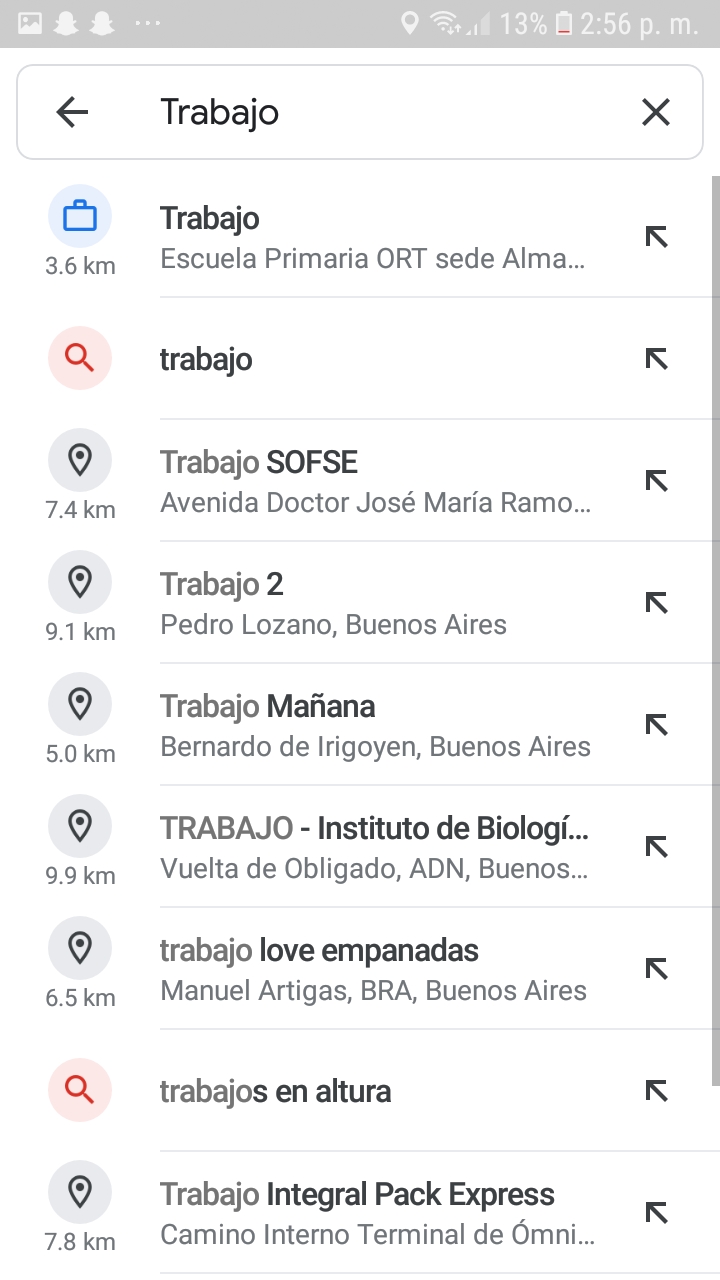 13% 2:56 p. m.
Trabajo
Trabajo
3.6 km Escuela Primaria ORT sede Alma...
trabajo
Trabajo SOFSE
7.4 km Avenida Doctor José María Ramo...
Trabajo 2
9.1 km Pedro Lozano, Buenos Aires
Trabajo Mañana
5.0 km Bernardo de Irigoyen, Buenos Aires
TRABAJO - Instituto de Biologí...
9.9 km Vuelta de Obligado, ADN, Buenos...
trabajo love empanadas
6.5 km Manuel Artigas, BRA, Buenos Aires
trabajos en altura
Trabajo Integral Pack Express
7.8 km Camino Interno Terminal de Ómni...